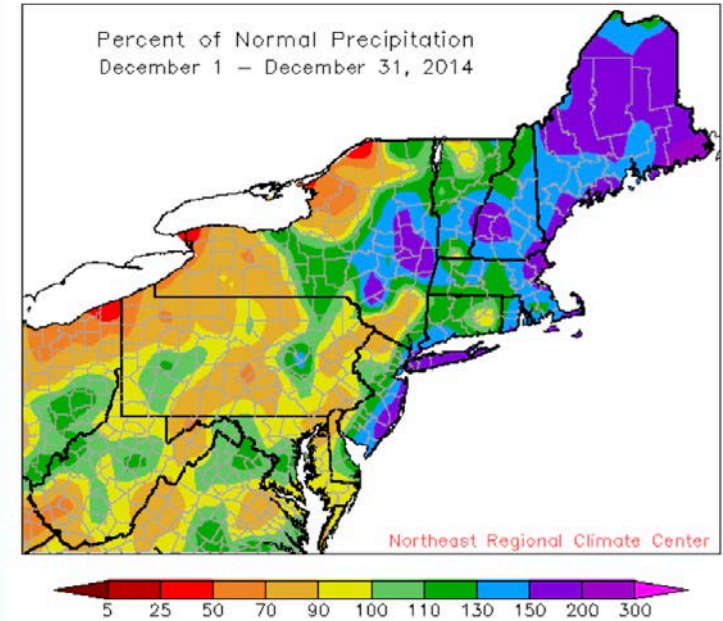 Percent of Normal Precipitation
December 1 – December 31, 2014
Northeast Regional Climate Center
5 25 50 70 90 100 110 130 150 200 300